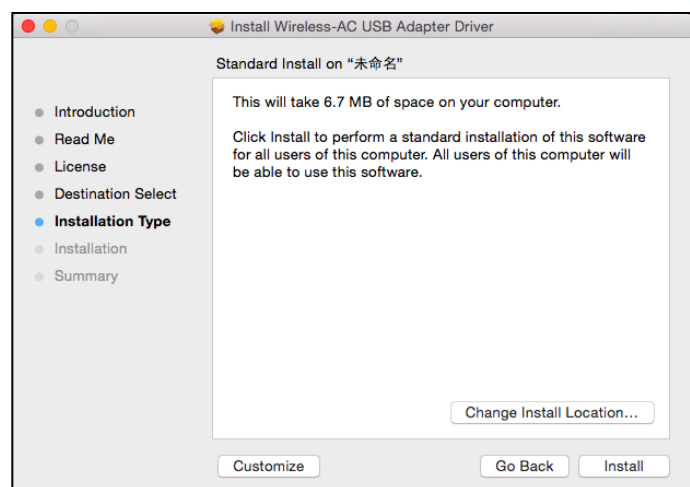 Install Wireless-AC USB Adapter Driver
Standard Install on “未命名”
Introduction
Read Me
License
Destination Select
Installation Type
Installation
Summary
This will take 6.7 MB of space on your computer.
Click Install to perform a standard installation of this software
for all users of this computer. All users of this computer will
be able to use this software.
Change Install Location...
Customize
Go Back
Install